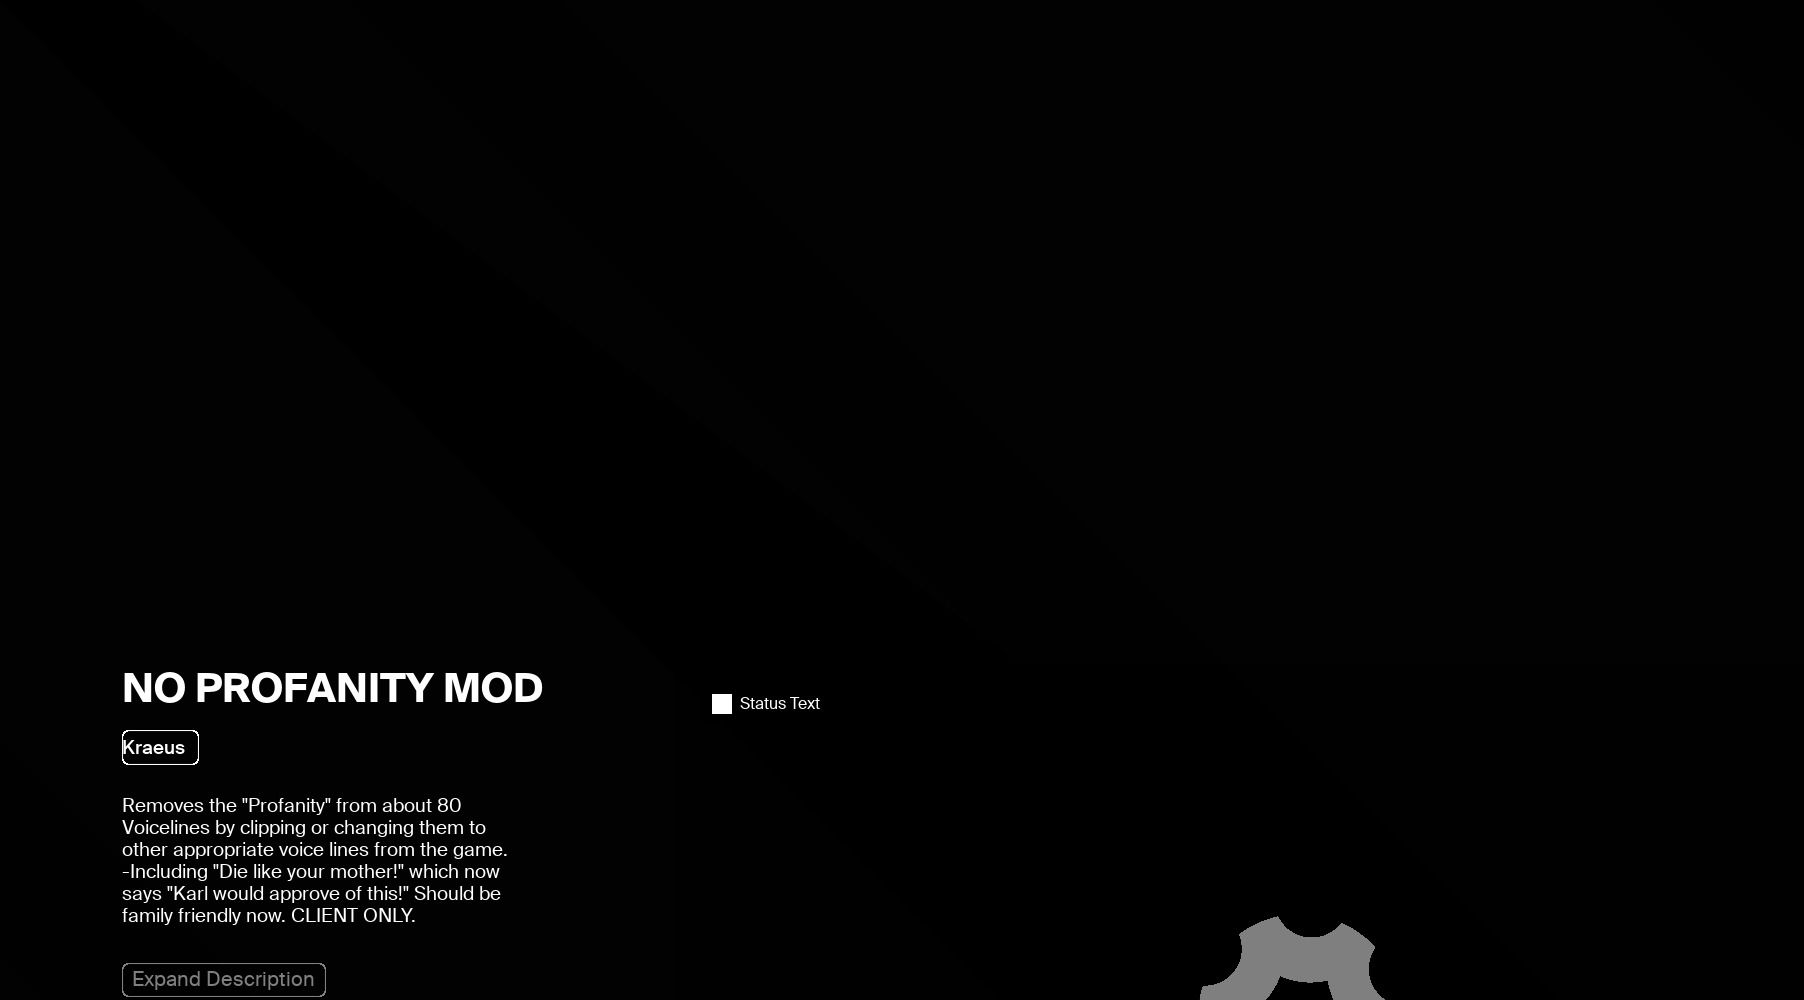 NO PROFANITY MOD
Status Text
Kraeus
Removes the "Profanity" from about 80
Voicelines by clipping or changing them to
other appropriate voice lines from the game.
-Including "Die like your mother!" which now
says "Karl would approve of this!" Should be
family friendly now. CLIENT ONLY.
Expand Description